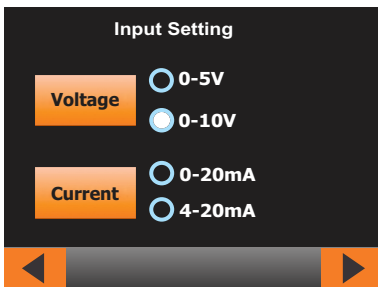 Input Setting
Voltage
0-5V
0-10V
Current
0-20mA
4-20mA